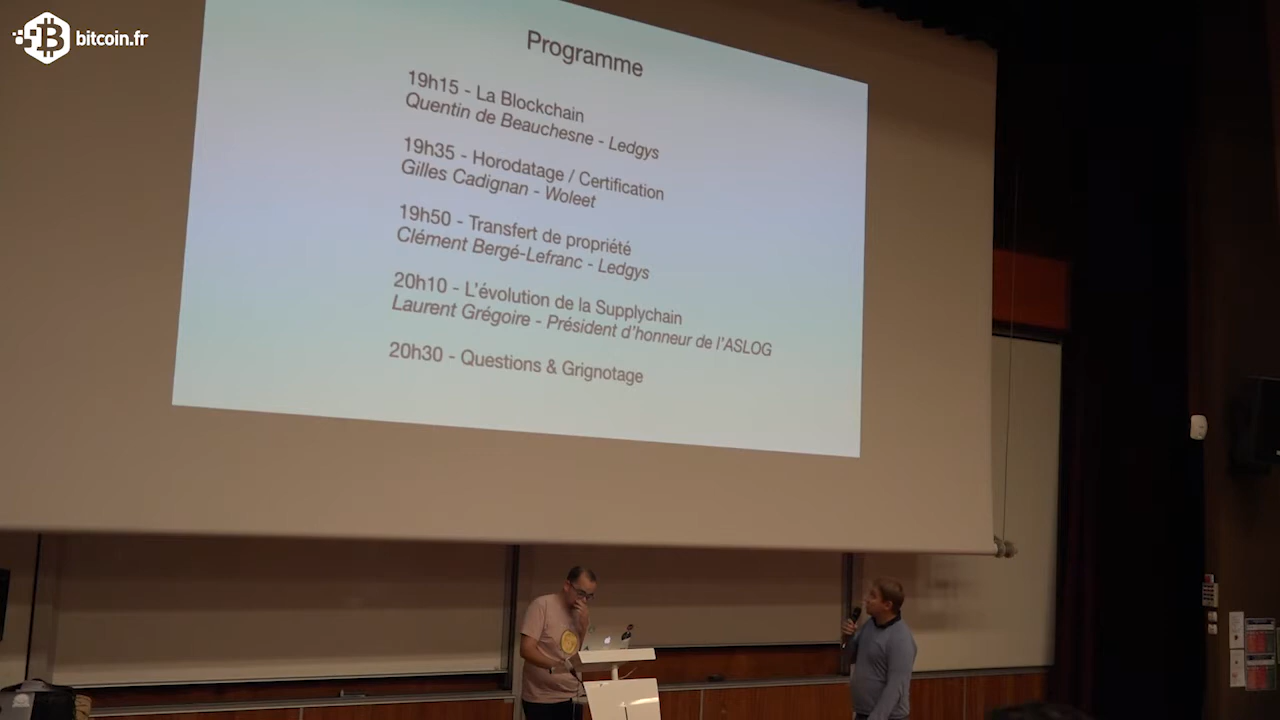 bitcoin.fr
Programme
19h15 - La Blockchain
Quentin de Beauchesne - Ledgys
19h35 - Horodatage / Certification
Gilles Cadignan - Woleet
19h50 - Transfert de propriété
Clément Bergé-Lefranc - Ledgys
20h10 - L'évolution de la Supplychain
Laurent Grégoire - Président d'honneur de l'ASLOG
20h30 - Questions & Grignotage